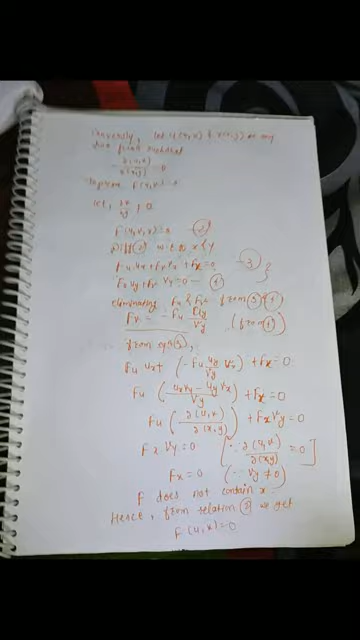 Conversely, let u(x,y) & v(x,y) be any
two functions such that
∂(u,v)/∂(x,y) = 0
Suppose F(u,v)=0
let, ∂v/∂y ≠ 0
F(u,v,x)=0 —②
Diff ② w.r.to x & y
Fu ux + Fv vx + Fx = 0 —③
Fu uy + Fv vy = 0 —④
eliminating Fu & Fv from ③ & ④
Fv = -Fu uy/vy (from ④)
from eqn ③,
Fu ux + (-Fu uy/vy vx) + Fx = 0
Fu (ux vy - uy vx / vy) + Fx = 0
Fu (∂(u,v)/∂(x,y)) + Fx vy = 0
Fx vy = 0 [∵ ∂(u,v)/∂(x,y) = 0]
Fx = 0 (∵ vy ≠ 0)
F does not contain x.
Hence, from relation ② we get
F(u,v)=0